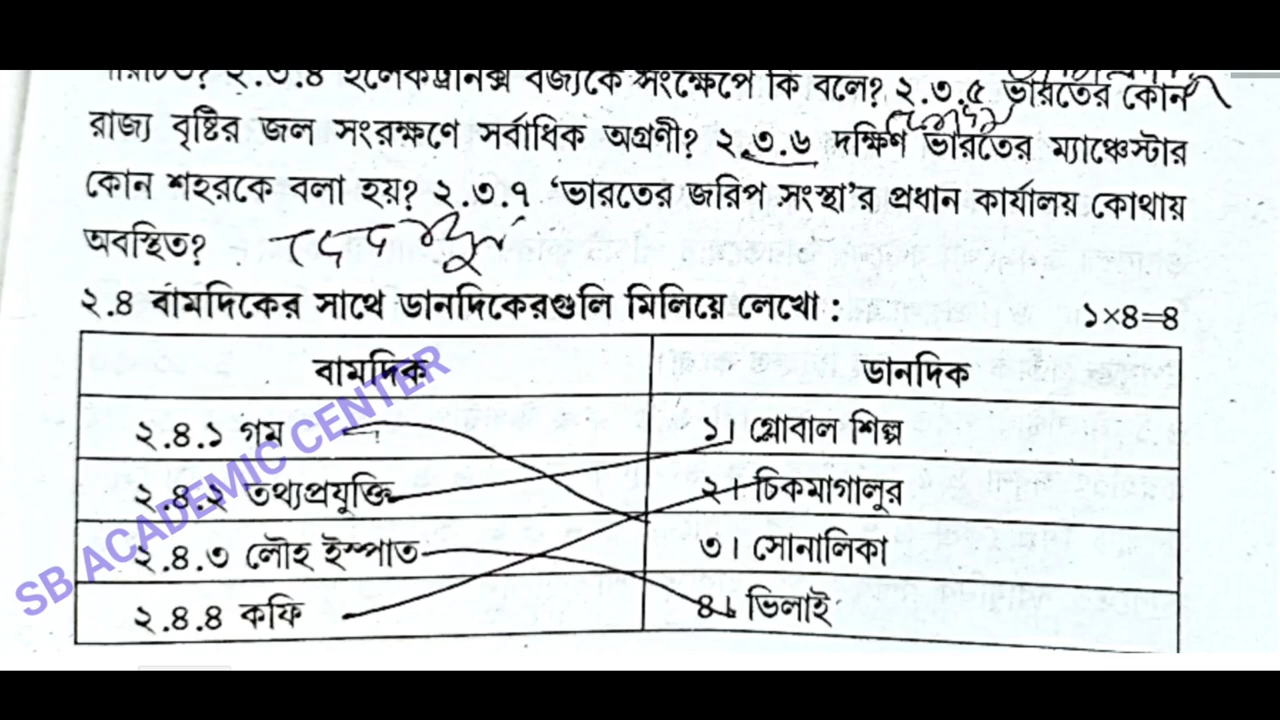 ২.৩.৪ ইলেকট্রনিক্স বর্জ্যকে সংক্ষেপে কি বলে? ২.৩.৫ ভারতের কোন
রাজ্য বৃষ্টির জল সংরক্ষণে সর্বাধিক অগ্রণী? ২.৩.৬ দক্ষিণ ভারতের ম্যাঞ্চেস্টার
কোন শহরকে বলা হয়? ২.৩.৭ ‘ভারতের জরিপ সংস্থা’র প্রধান কার্যালয় কোথায়
অবস্থিত?
২.৪ বামদিকের সাথে ডানদিকেরগুলি মিলিয়ে লেখো : ১×৪=৪
বামদিক ডানদিক
২.৪.১ গম ১। গ্লোবাল শিল্প
২.৪.২ তথ্যপ্রযুক্তি ২। চিকমাগালুর
২.৪.৩ লৌহ ইস্পাত ৩। সোনালিকা
২.৪.৪ কফি ৪। ভিলাই
SB ACADEMIC CENTER